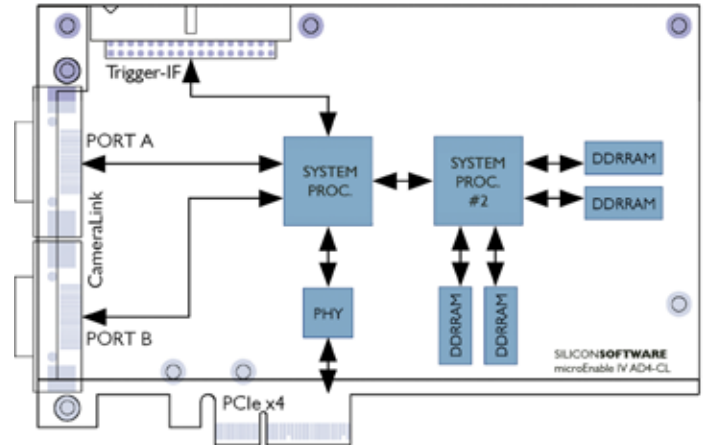 Trigger-IF
PORT A
CameraLink
PORT B
SYSTEM
PROC.
SYSTEM
PROC.
#2
DDRRAM
DDRRAM
PHY
DDRRAM
DDRRAM
SILICONSOFTWARE
microEnable IV AD4-CL
PCIe x4